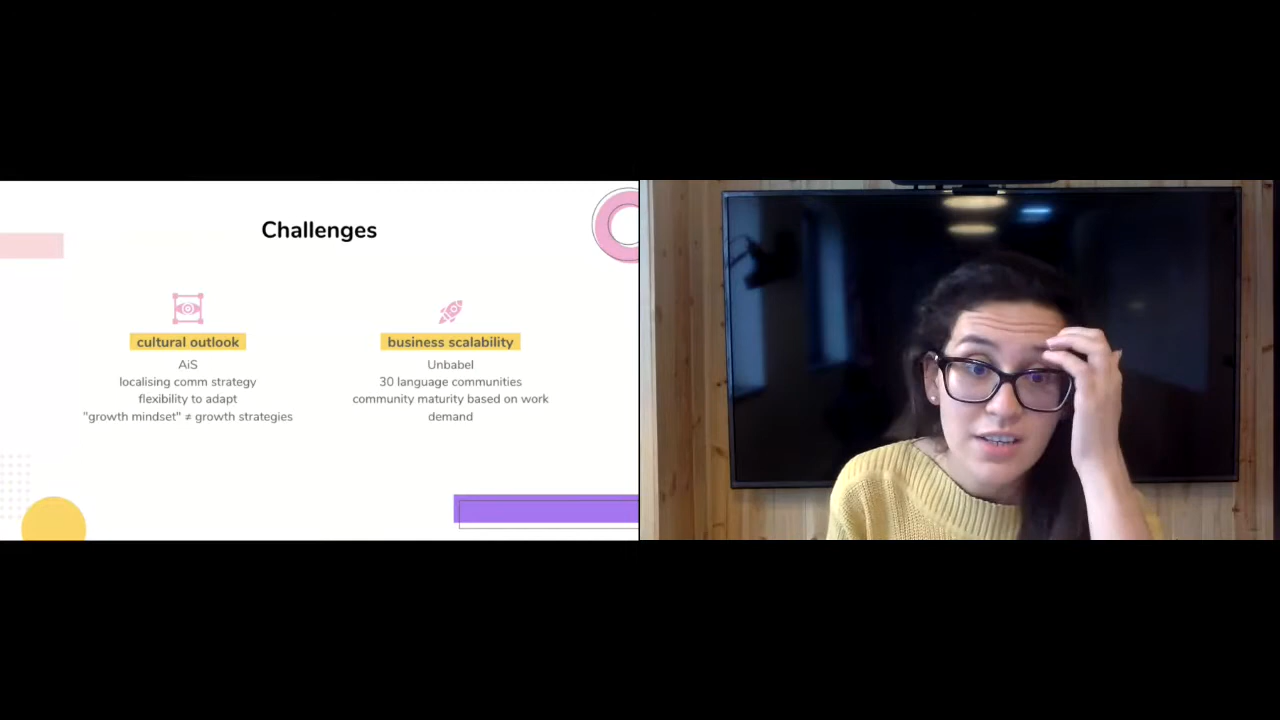 Challenges
cultural outlook
AiS
localising comm strategy
flexibility to adapt
"growth mindset" ≠ growth strategies
business scalability
Unbabel
30 language communities
community maturity based on work
demand